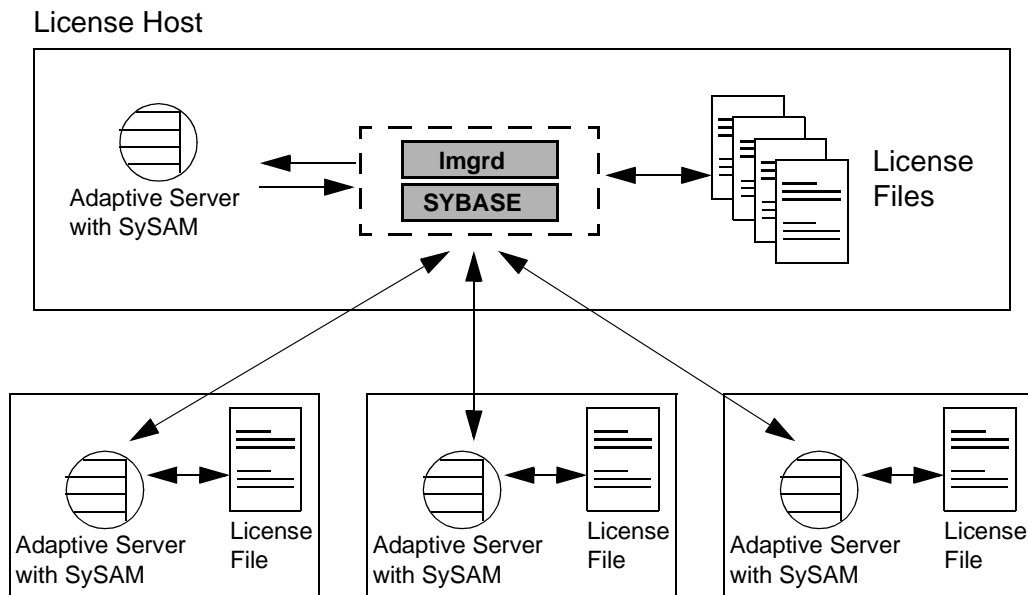 License Host
lmgrd
SYBASE
Adaptive Server
with SySAM
License
Files
Adaptive Server
with SySAM
License
File
Adaptive Server
with SySAM
License
File
Adaptive Server
with SySAM
License
File